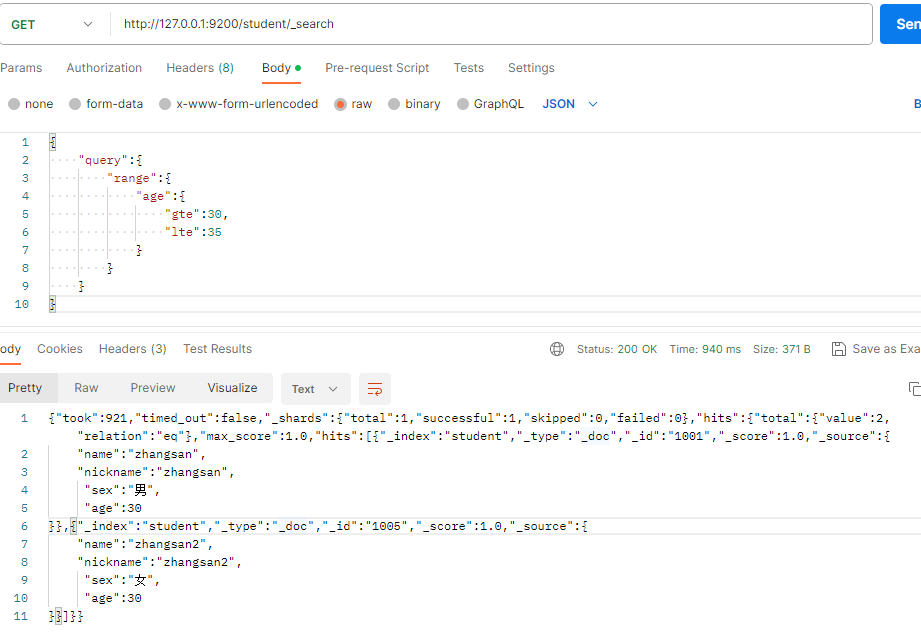 GET http://127.0.0.1:9200/student/_search Sen
Params Authorization Headers (8) Body Pre-request Script Tests Settings
none form-data x-www-form-urlencoded raw binary GraphQL JSON B
1 {
2 "query":{
3 "range":{
4 "age":{
5 "gte":30,
6 "lte":35
7 }
8 }
9 }
10 }
ody Cookies Headers (3) Test Results Status: 200 OK Time: 940 ms Size: 371 B Save as Exa
Pretty Raw Preview Visualize Text
1 {"took":921,"timed_out":false,"_shards":{"total":1,"successful":1,"skipped":0,"failed":0},"hits":{"total":{"value":2,
"relation":"eq"},"max_score":1.0,"hits":[{"_index":"student","_type":"_doc","_id":"1001","_score":1.0,"_source":{
2 "name":"zhangsan",
3 "nickname":"zhangsan",
4 "sex":"男",
5 "age":30
6 }},{"_index":"student","_type":"_doc","_id":"1005","_score":1.0,"_source":{
7 "name":"zhangsan2",
8 "nickname":"zhangsan2",
9 "sex":"女",
10 "age":30
11 }}]}}